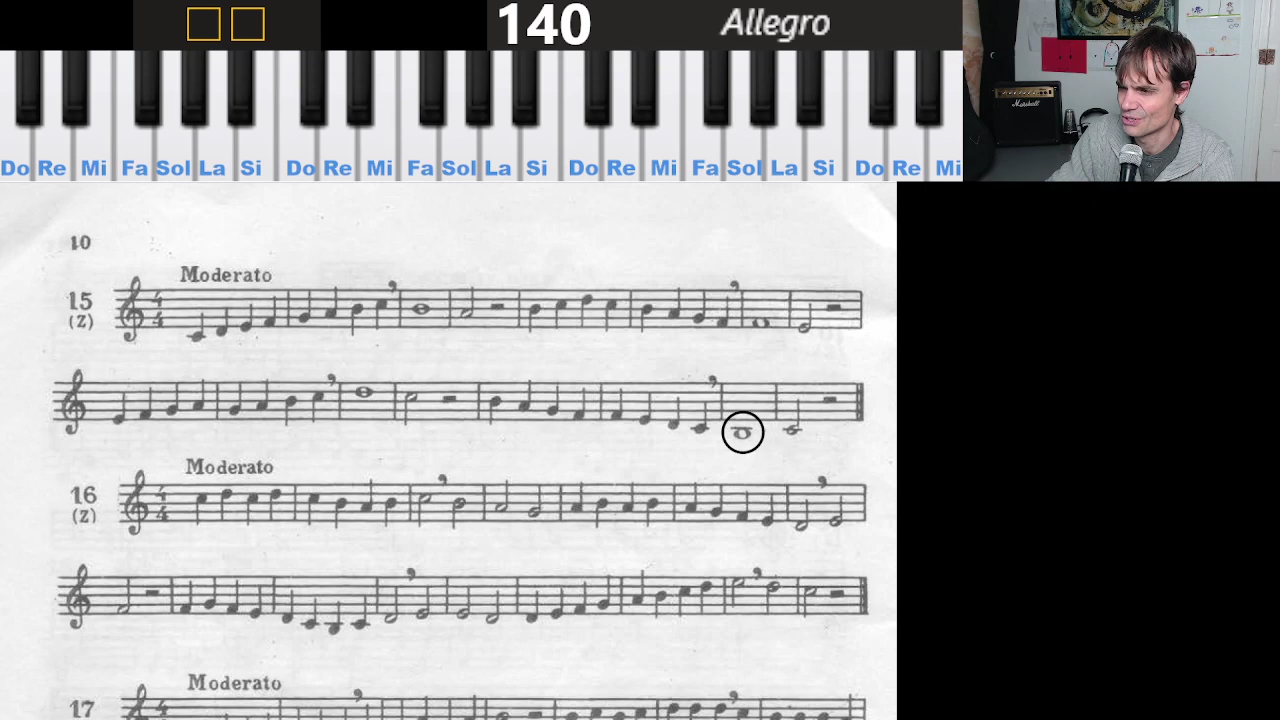 140 Allegro
Do Re Mi Fa Sol La Si Do Re Mi Fa Sol La Si Do Re Mi Fa Sol La Si Do Re Mi
Marshall
10
Moderato
15
(Z)
Moderato
16
(Z)
Moderato
17